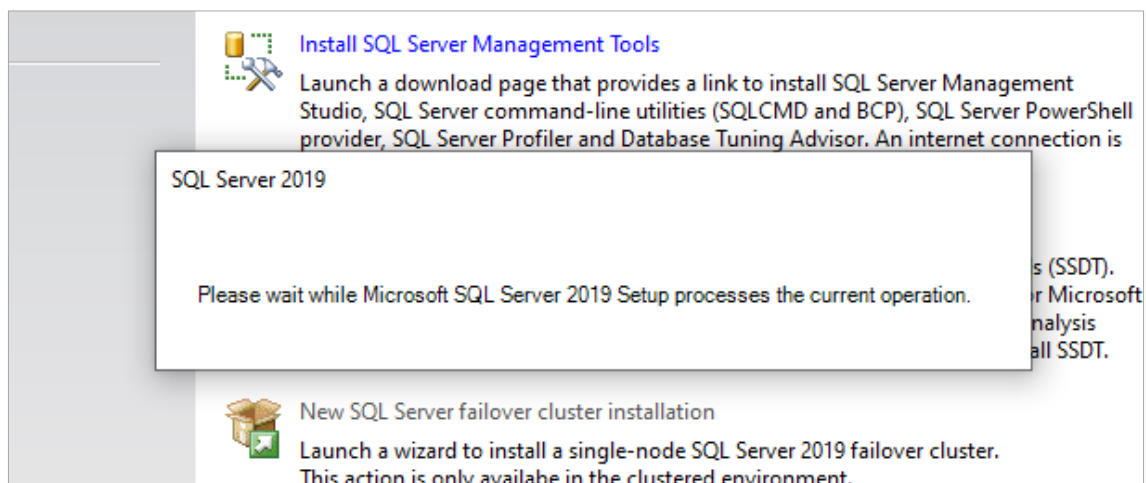 Install SQL Server Management Tools
Launch a download page that provides a link to install SQL Server Management
Studio, SQL Server command-line utilities (SQLCMD and BCP), SQL Server PowerShell
provider, SQL Server Profiler and Database Tuning Advisor. An internet connection is
SQL Server 2019
s (SSDT).
Please wait while Microsoft SQL Server 2019 Setup processes the current operation.
r Microsoft
nalysis
all SSDT.
New SQL Server failover cluster installation
Launch a wizard to install a single-node SQL Server 2019 failover cluster.
This action is only availabe in the clustered environment.